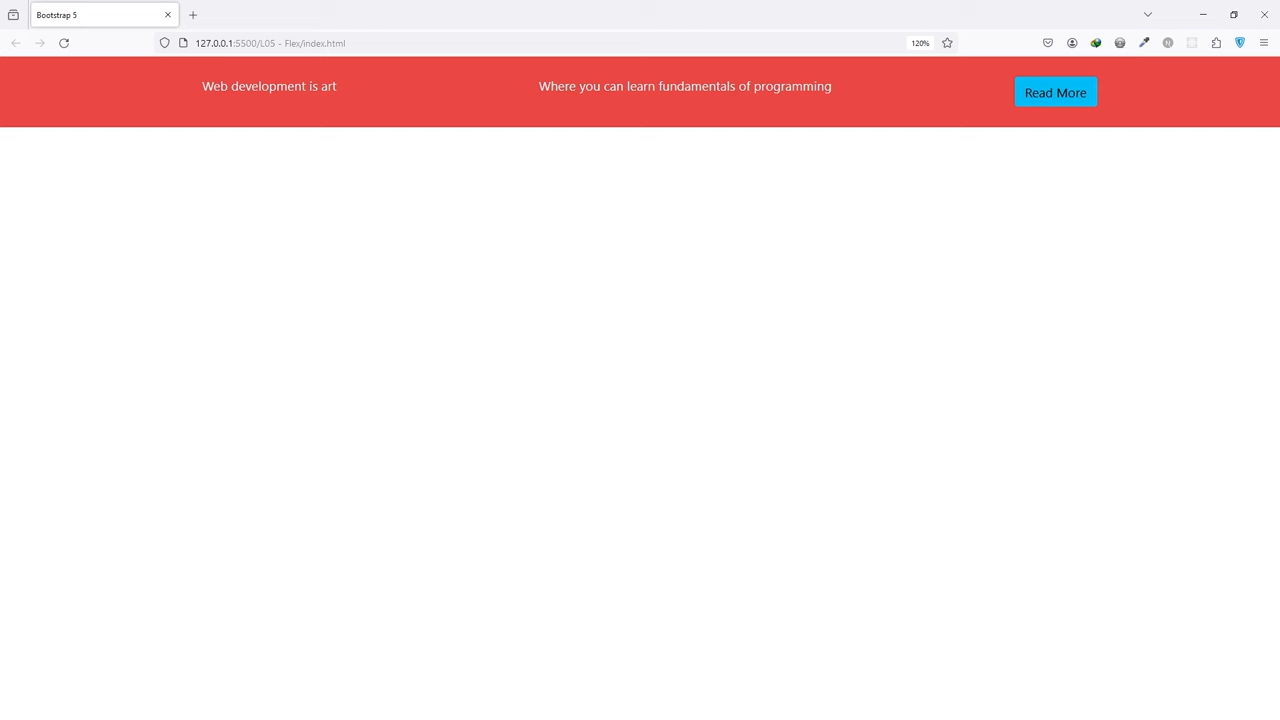 Bootstrap 5
127.0.0.1:5500/L05 - Flex/index.html
120%
Web development is art
Where you can learn fundamentals of programming
Read More